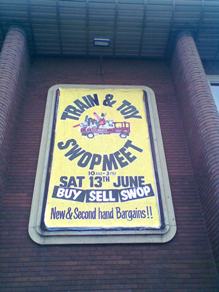 TRAIN & TOY
SWOPMEET
10AM-3PM
SAT 13TH JUNE
BUY SELL SWOP
New & Second hand Bargains!!